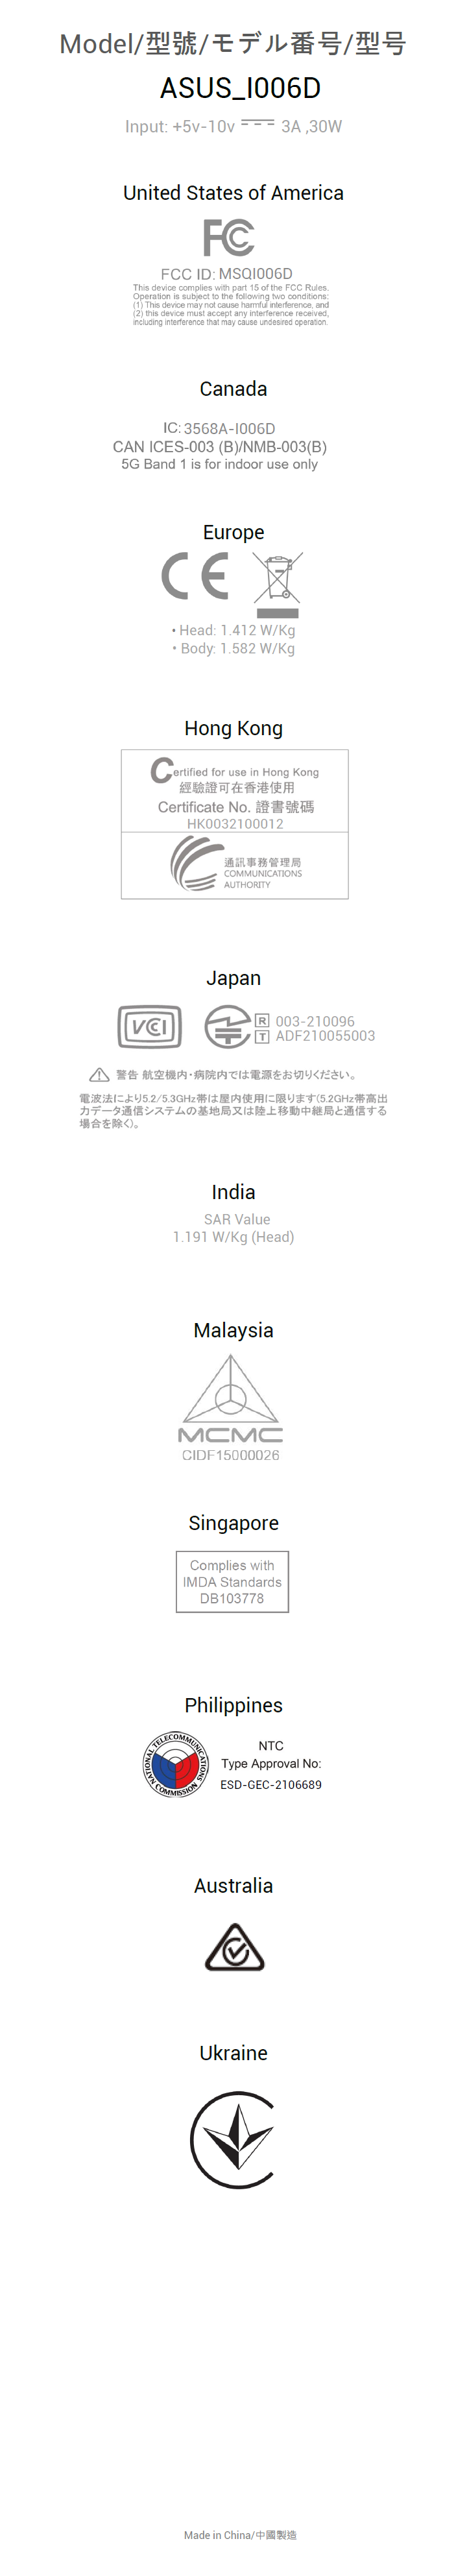 Model/型號/モデル番号/型号
ASUS_I006D
Input: +5v-10v 3A ,30W
United States of America
FC
FCC ID: MSQI006D
This device complies with part 15 of the FCC Rules.
Operation is subject to the following two conditions:
(1) This device may not cause harmful interference, and
(2) this device must accept any interference received,
including interference that may cause undesired operation.
Canada
IC: 3568A-I006D
CAN ICES-003 (B)/NMB-003(B)
5G Band 1 is for indoor use only
Europe
CE
• Head: 1.412 W/Kg
• Body: 1.582 W/Kg
Hong Kong
Certified for use in Hong Kong
經驗證可在香港使用
Certificate No. 證書號碼
HK0032100012
通訊事務管理局
COMMUNICATIONS
AUTHORITY
Japan
VCI
R 003-210096
T ADF210055003
警告 航空機内・病院内では電源をお切りください。
電波法により5.2/5.3GHz帯は屋内使用に限ります(5.2GHz帯高出
力データ通信システムの基地局又は陸上移動中継局と通信する
場合を除く)。
India
SAR Value
1.191 W/Kg (Head)
Malaysia
MCMC
CIDF15000026
Singapore
Complies with
IMDA Standards
DB103778
Philippines
NATIONAL TELECOMMUNICATIONS COMMISSION
NTC
Type Approval No:
ESD-GEC-2106689
Australia
Ukraine
Made in China/中國製造